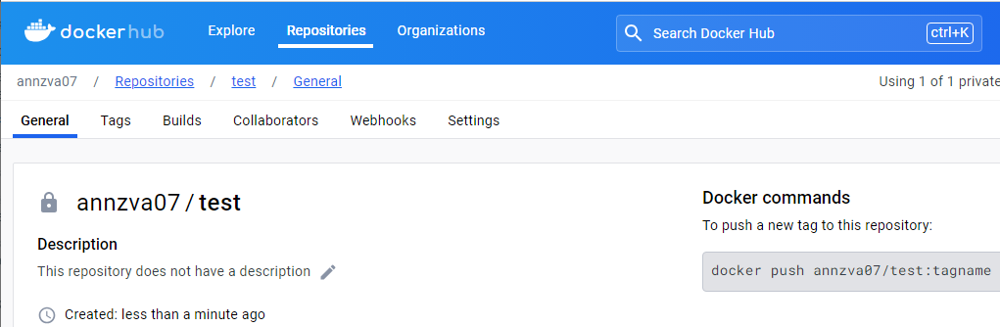 dockerhub Explore Repositories Organizations Search Docker Hub ctrl+K
annzva07 / Repositories / test / General Using 1 of 1 private
General Tags Builds Collaborators Webhooks Settings
annzva07 / test
Description
This repository does not have a description
Created: less than a minute ago
Docker commands
To push a new tag to this repository:
docker push annzva07/test:tagname